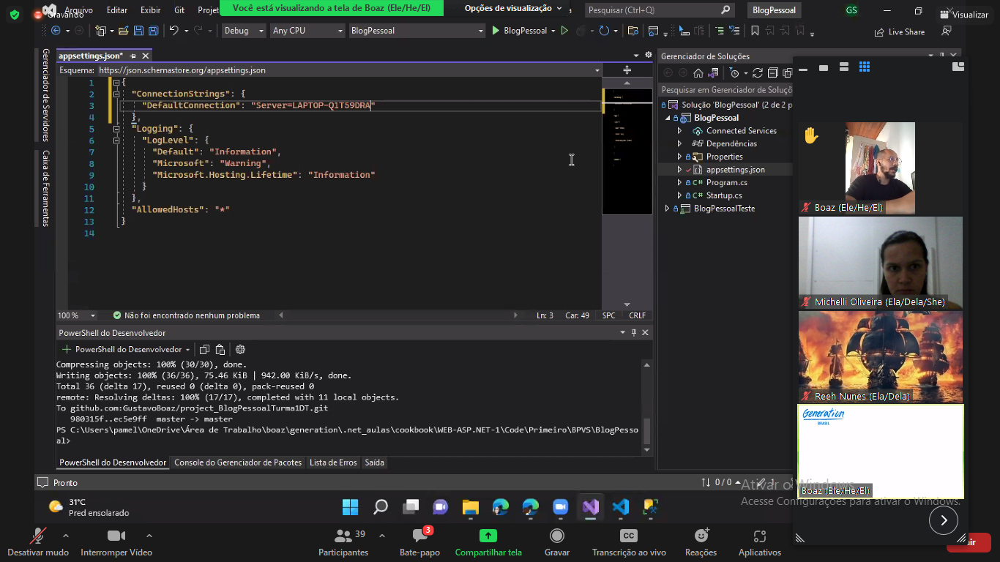 Gravando
Arquivo Editar Exibir Git
Você está visualizando a tela de Boaz (Ele/He/El)
Opções de visualização
Pesquisar (Ctrl+Q)
BlogPessoal
GS
Visualizar
Debug Any CPU BlogPessoal BlogPessoal
Live Share
Gerenciador de Servidores
Caixa de Ferramentas
appsettings.json*
Esquema: https://json.schemastore.org/appsettings.json
1 {
2 "ConnectionStrings": {
3 "DefaultConnection": "Server=LAPTOP-Q1T59DRA"
4 },
5 "Logging": {
6 "LogLevel": {
7 "Default": "Information",
8 "Microsoft": "Warning",
9 "Microsoft.Hosting.Lifetime": "Information"
10 }
11 },
12 "AllowedHosts": "*"
13 }
14
100 % Não foi encontrado nenhum problema Ln: 3 Car: 49 SPC CRLF
PowerShell do Desenvolvedor
PowerShell do Desenvolvedor
Compressing objects: 100% (30/30), done.
Writing objects: 100% (36/36), 75.46 KiB | 942.00 KiB/s, done.
Total 36 (delta 17), reused 0 (delta 0), pack-reused 0
remote: Resolving deltas: 100% (17/17), completed with 11 local objects.
To github.com:GustavoBoaz/project_BlogPessoalTurma1DT.git
980315f..ec5e9ff master -> master
PS C:\Users\pamel\OneDrive\Área de Trabalho\boaz\generation\.net_aulas\cookbook\WEB-ASP.NET-1\Code\Primeiro\BPVS\BlogPesso
al>
PowerShell do Desenvolvedor Console do Gerenciador de Pacotes Lista de Erros Saída
Gerenciador de Soluções
Pesquisar em Gerenciador de Soluções
Solução 'BlogPessoal' (2 de 2 p
BlogPessoal
Connected Services
Dependências
Properties
appsettings.json
Program.cs
Startup.cs
BlogPessoalTeste
Boaz (Ele/He/El)
Michelli Oliveira (Ela/Dela/She)
Reeh Nunes (Ela/Dela)
Generation
BRASIL
Boaz (Ele/He/El)
Pronto
0 / 0
1
Ativar o Windows
Acesse Configurações para ativar o Windows.
31°C
Pred ensolarado
Desativar mudo
Interromper Vídeo
39
Participantes
3
Bate-papo
Compartilhar tela
Gravar
CC
Transcrição ao vivo
Reações
Aplicativos